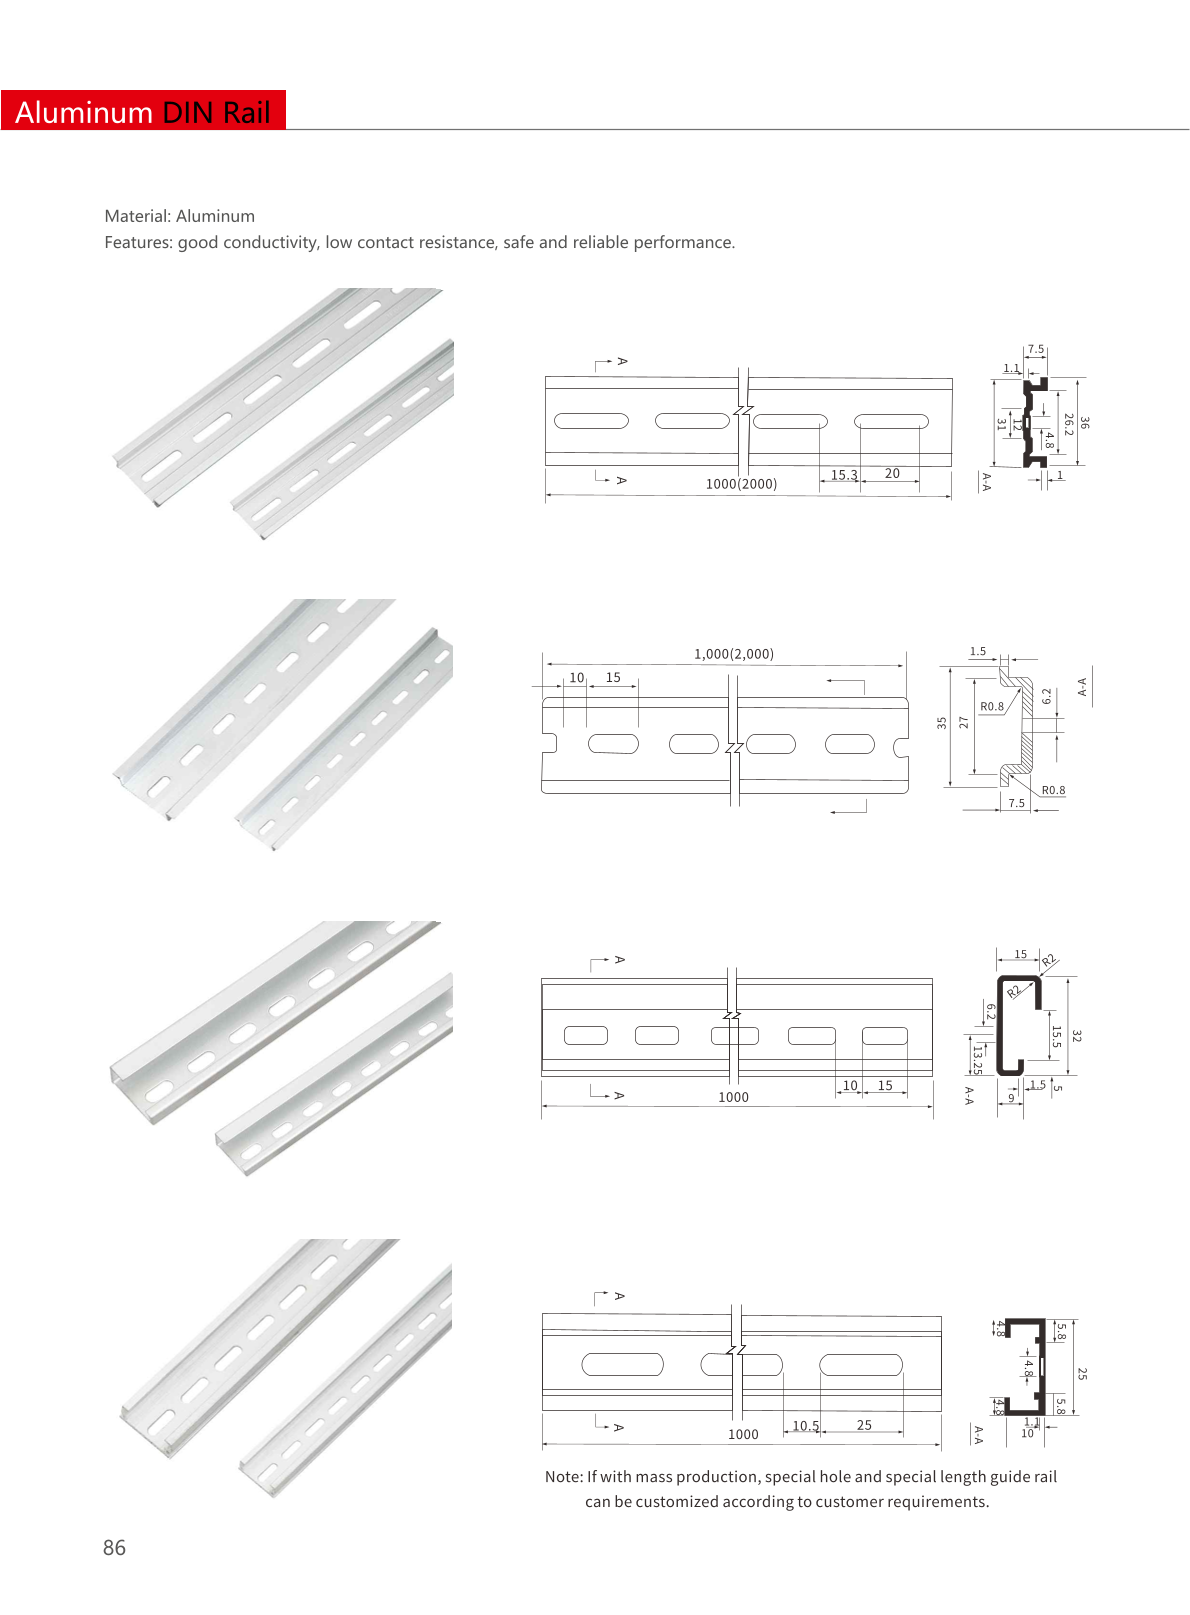 Aluminum DIN Rail
Material: Aluminum
Features: good conductivity, low contact resistance, safe and reliable performance.
A
A
1000(2000)
15.3
20
7.5
1.1
31
12
4.8
26.2
36
1
A-A
1,000(2,000)
10
15
1.5
35
27
R0.8
6.2
A-A
R0.8
7.5
A
A
1000
10
15
15
R2
R2
6.2
13.25
15.5
32
1.5
5
9
A-A
A
A
1000
10.5
25
4.8
5.8
4.8
25
4.8
5.8
1.1
10
A-A
Note: If with mass production, special hole and special length guide rail
can be customized according to customer requirements.
86